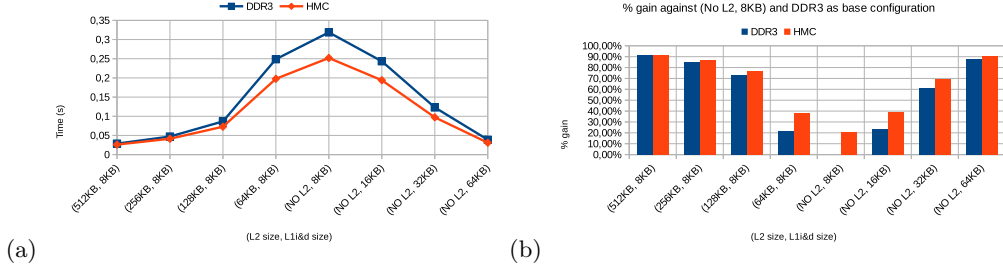 DDR3 HMC
0,35
0,3
0,25
0,2
0,15
0,1
0,05
0
Time (s)
(512KB, 8KB)
(256KB, 8KB)
(128KB, 8KB)
(64KB, 8KB)
(NO L2, 8KB)
(NO L2, 16KB)
(NO L2, 32KB)
(NO L2, 64KB)
(L2 size, L1i&d size)
(a)
% gain against (No L2, 8KB) and DDR3 as base configuration
DDR3 HMC
100,00%
90,00%
80,00%
70,00%
60,00%
50,00%
40,00%
30,00%
20,00%
10,00%
0,00%
% gain
(512KB, 8KB)
(256KB, 8KB)
(128KB, 8KB)
(64KB, 8KB)
(NO L2, 8KB)
(NO L2, 16KB)
(NO L2, 32KB)
(NO L2, 64KB)
(L2 size, L1i&d size)
(b)